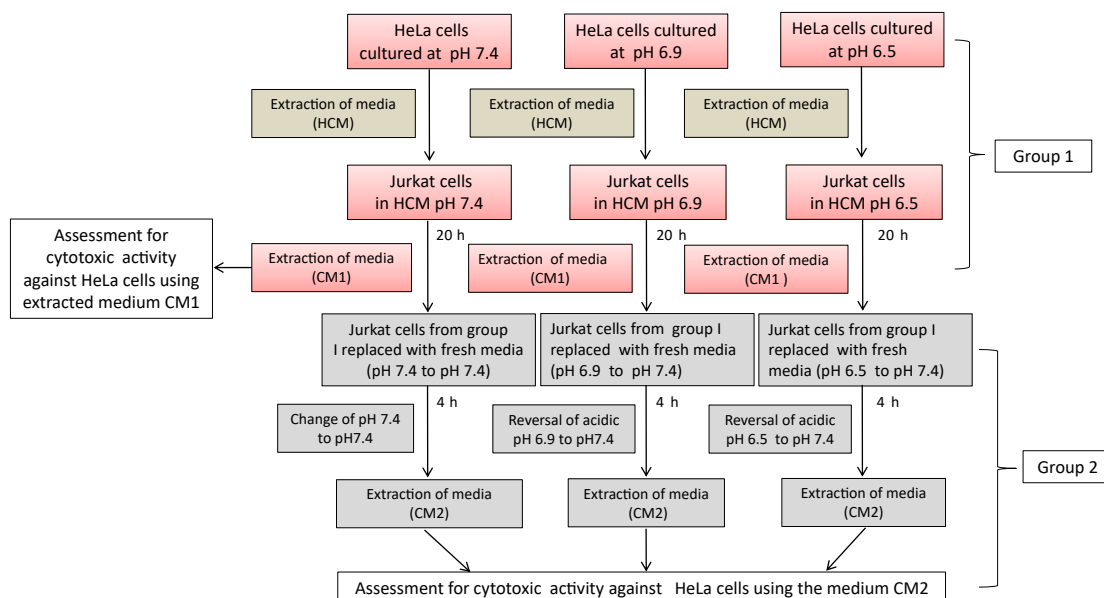 HeLa cells
cultured at pH 7.4
HeLa cells cultured
at pH 6.9
HeLa cells cultured
at pH 6.5
Extraction of media
(HCM)
Extraction of media
(HCM)
Extraction of media
(HCM)
Group 1
Jurkat cells
in HCM pH 7.4
Jurkat cells
in HCM pH 6.9
Jurkat cells
in HCM pH 6.5
20 h
20 h
20 h
Assessment for
cytotoxic activity
against HeLa cells using
extracted medium CM1
Extraction of media
(CM1)
Extraction of media
(CM1)
Extraction of media
(CM1 )
Jurkat cells from group
I replaced with fresh media
(pH 7.4 to pH 7.4)
Jurkat cells from group I
replaced with fresh media
(pH 6.9 to pH 7.4)
Jurkat cells from group I
replaced with fresh
media (pH 6.5 to pH 7.4)
4 h
4 h
4 h
Change of pH 7.4
to pH7.4
Reversal of acidic
pH 6.9 to pH7.4
Reversal of acidic
pH 6.5 to pH 7.4
Group 2
Extraction of media
(CM2)
Extraction of media
(CM2)
Extraction of media
(CM2)
Assessment for cytotoxic activity against HeLa cells using the medium CM2